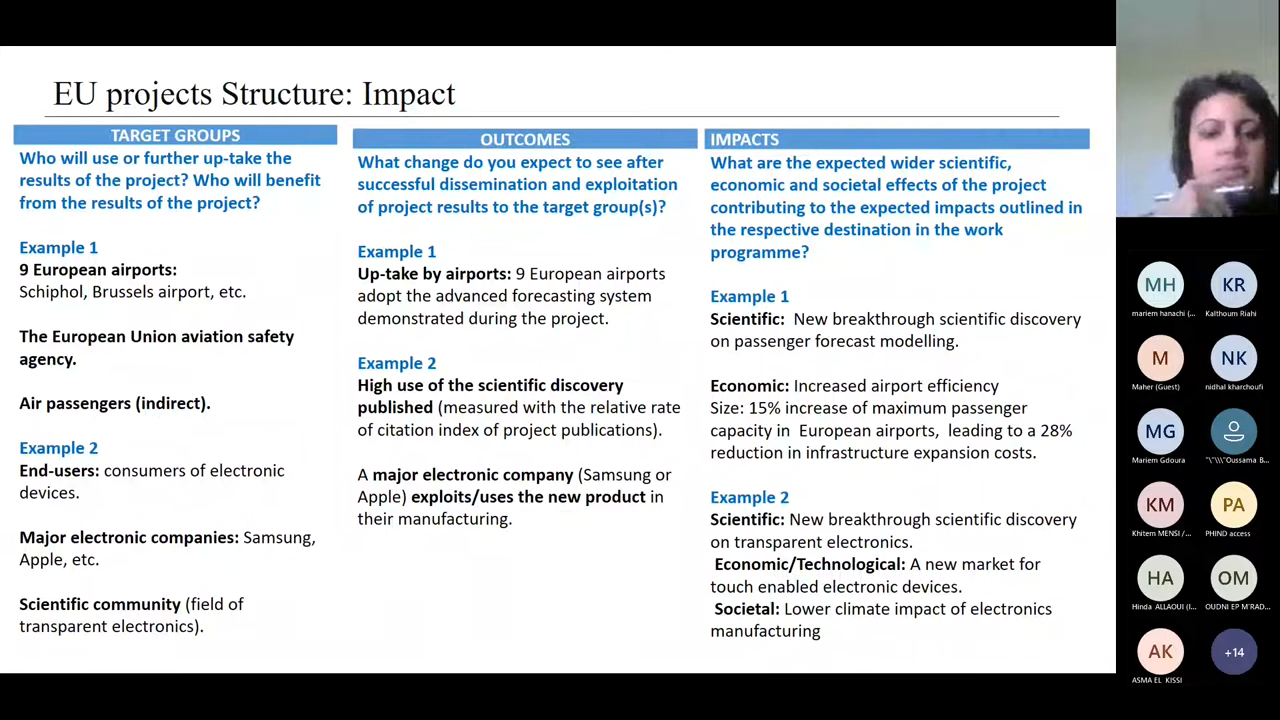 EU projects Structure: Impact
TARGET GROUPS
Who will use or further up-take the
results of the project? Who will benefit
from the results of the project?
Example 1
9 European airports:
Schiphol, Brussels airport, etc.
The European Union aviation safety
agency.
Air passengers (indirect).
Example 2
End-users: consumers of electronic
devices.
Major electronic companies: Samsung,
Apple, etc.
Scientific community (field of
transparent electronics).
OUTCOMES
What change do you expect to see after
successful dissemination and exploitation
of project results to the target group(s)?
Example 1
Up-take by airports: 9 European airports
adopt the advanced forecasting system
demonstrated during the project.
Example 2
High use of the scientific discovery
published (measured with the relative rate
of citation index of project publications).
A major electronic company (Samsung or
Apple) exploits/uses the new product in
their manufacturing.
IMPACTS
What are the expected wider scientific,
economic and societal effects of the project
contributing to the expected impacts outlined in
the respective destination in the work
programme?
Example 1
Scientific: New breakthrough scientific discovery
on passenger forecast modelling.
Economic: Increased airport efficiency
Size: 15% increase of maximum passenger
capacity in European airports, leading to a 28%
reduction in infrastructure expansion costs.
Example 2
Scientific: New breakthrough scientific discovery
on transparent electronics.
Economic/Technological: A new market for
touch enabled electronic devices.
Societal: Lower climate impact of electronics
manufacturing
MH
mariem hanachi (...
KR
Kalthoum Riahi
M
Maher (Guest)
NK
nidhal kharchoufi
MG
Mariem Gdoura
"\"\\\"Oussama B...
KM
Khitem MENSI /...
PA
PHIND access
HA
Hinda ALLAOUI (I...
OM
OUDNI EP M'RAD...
AK
ASMA EL KISSI
+14